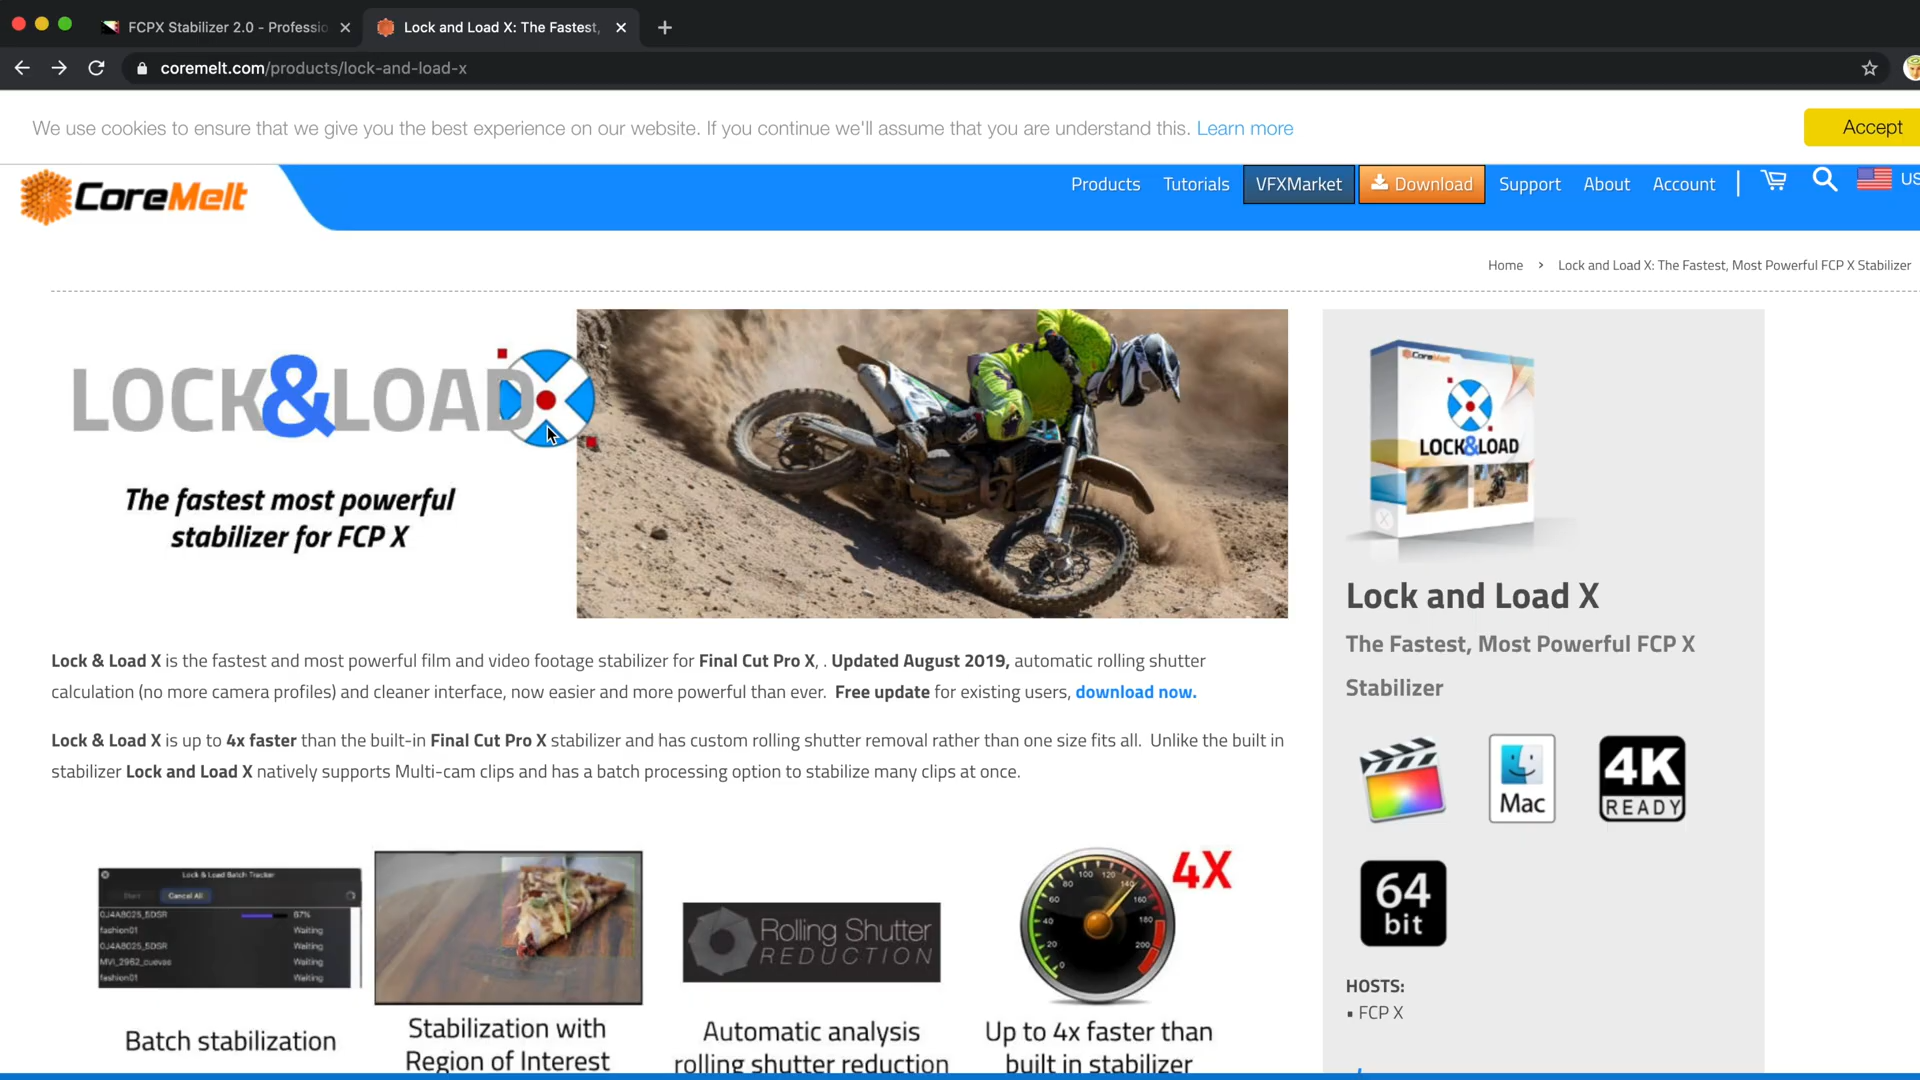 FCPX Stabilizer 2.0 - Professio
Lock and Load X: The Fastest,
coremelt.com/products/lock-and-load-x
We use cookies to ensure that we give you the best experience on our website. If you continue we'll assume that you are understand this. Learn more
Accept
CoreMelt
Products Tutorials VFXMarket Download Support About Account US
Home › Lock and Load X: The Fastest, Most Powerful FCP X Stabilizer
LOCK&LOADX
The fastest most powerful
stabilizer for FCP X
CoreMelt
LOCK&LOAD
Lock and Load X
The Fastest, Most Powerful FCP X
Stabilizer
Lock & Load X is the fastest and most powerful film and video footage stabilizer for Final Cut Pro X, . Updated August 2019, automatic rolling shutter
calculation (no more camera profiles) and cleaner interface, now easier and more powerful than ever. Free update for existing users, download now.
Lock & Load X is up to 4x faster than the built-in Final Cut Pro X stabilizer and has custom rolling shutter removal rather than one size fits all. Unlike the built in
stabilizer Lock and Load X natively supports Multi-cam clips and has a batch processing option to stabilize many clips at once.
Mac
4K
READY
64
bit
HOSTS:
▪ FCP X
Lock & Load Batch Tracker
Start Cancel All
0J4A8025_5DSR 67%
fashion01 Waiting
0J4A8025_5DSR Waiting
MVI_2962_cuevas Waiting
fashion01 Waiting
Rolling Shutter
REDUCTION
0 20 40 60 80 100 120 140 160 180 200
4X
Batch stabilization
Stabilization with
Region of Interest
Automatic analysis
rolling shutter reduction
Up to 4x faster than
built in stabilizer